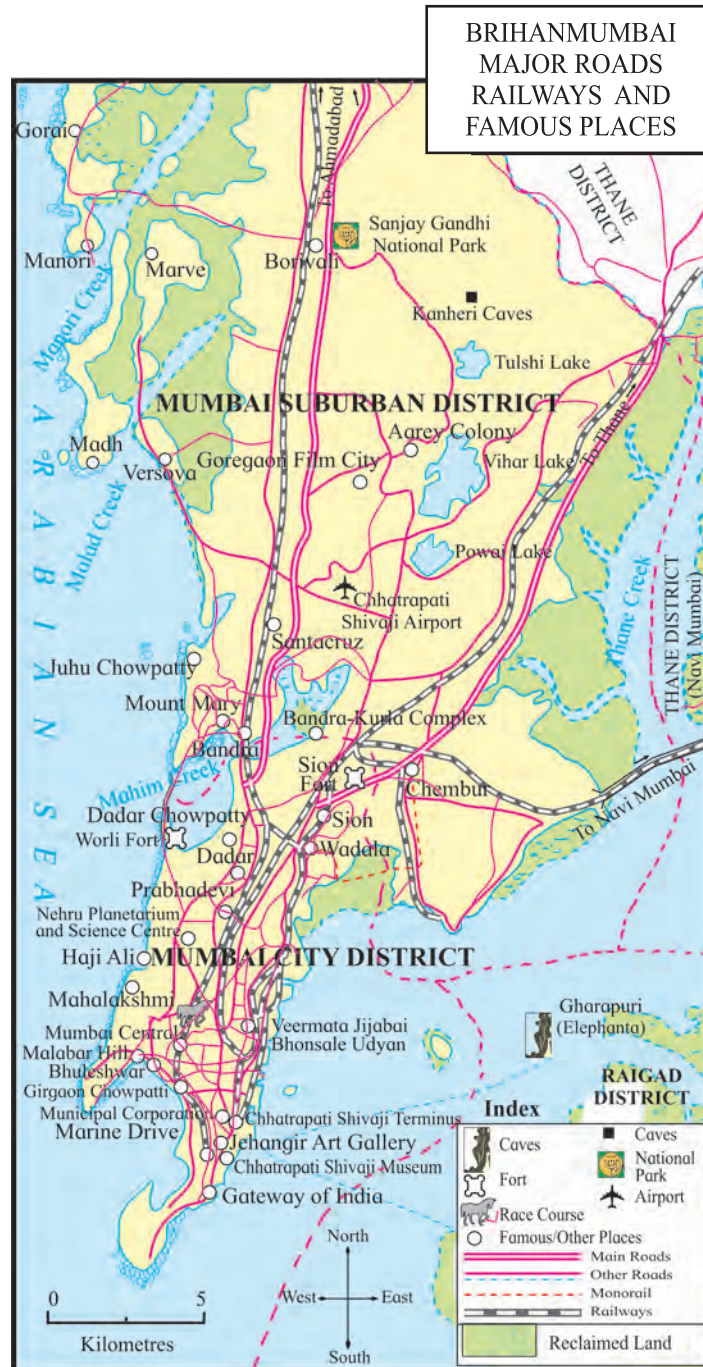 BRIHANMUMBAI
MAJOR ROADS
RAILWAYS AND
FAMOUS PLACES
To Ahmadabad
Gorai
THANE
DISTRICT
Sanjay Gandhi
National Park
Manori
Marve
Borivali
Manori Creek
Kanheri Caves
Tulshi Lake
MUMBAI SUBURBAN DISTRICT
To Thane
Aarey Colony
Madh
Versova
Goregaon Film City
Vihar Lake
Malad Creek
Powai Lake
Chhatrapati
Shivaji Airport
ARABIAN SEA
Thane Creek
THANE DISTRICT
(Navi Mumbai)
Santacruz
Juhu Chowpatty
Mount Mary
Bandra-Kurla Complex
Bandra
Mahim Creek
Sion
Fort
Chembur
To Navi Mumbai
Dadar Chowpatty
Sion
Worli Fort
Dadar
Wadala
Prabhadevi
Nehru Planetarium
and Science Centre
Haji Ali
MUMBAI CITY DISTRICT
Mahalakshmi
Gharapuri
(Elephanta)
Mumbai Central
Veermata Jijabai
Bhonsale Udyan
Malabar Hill
Bhuleshwar
Girgaon Chowpatti
RAIGAD
DISTRICT
Municipal Corporatio
Chhatrapati Shivaji Terminus
Marine Drive
Jehangir Art Gallery
Chhatrapati Shivaji Museum
Gateway of India
Index
Caves
Caves
Fort
National
Park
Airport
Race Course
Famous/Other Places
Main Roads
Other Roads
Monorail
Railways
Reclaimed Land
North
West
East
South
0 5
Kilometres